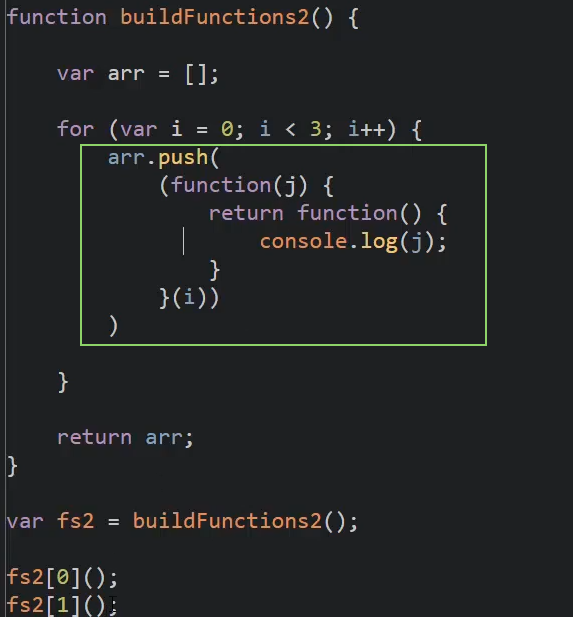 function buildFunctions2() {
var arr = [];
for (var i = 0; i < 3; i++) {
arr.push(
(function(j) {
return function() {
console.log(j);
}
}(i))
)
}
return arr;
}
var fs2 = buildFunctions2();
fs2[0]();
fs2[1]();